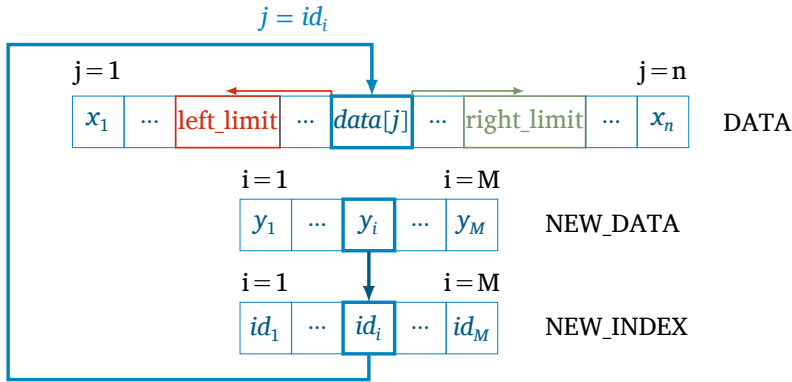 j = id_i
j = 1 j = n
x_1 ... left_limit ... data[j] ... right_limit ... x_n DATA
i = 1 i = M
y_1 ... y_i ... y_M NEW_DATA
i = 1 i = M
id_1 ... id_i ... id_M NEW_INDEX